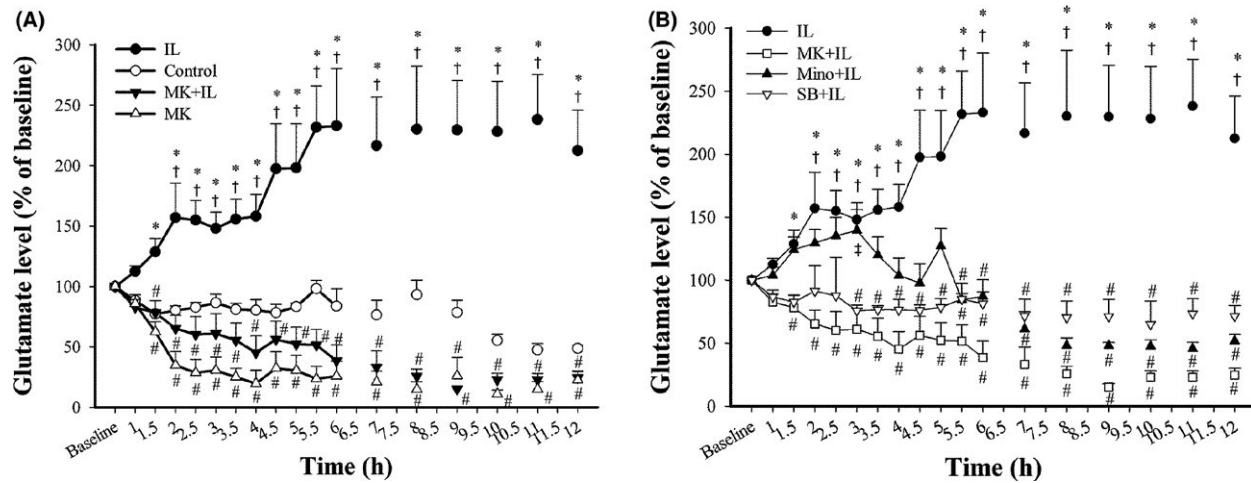 (A)
Glutamate level (% of baseline)
300
250
200
150
100
50
0
IL
Control
MK+IL
MK
Baseline 1 1.5 2 2.5 3 3.5 4 4.5 5 5.5 6 6.5 7 7.5 8 8.5 9 9.5 10 10.5 11 11.5 12
Time (h)
(B)
Glutamate level (% of baseline)
300
250
200
150
100
50
0
IL
MK+IL
Mino+IL
SB+IL
Baseline 1 1.5 2 2.5 3 3.5 4 4.5 5 5.5 6 6.5 7 7.5 8 8.5 9 9.5 10 10.5 11 11.5 12
Time (h)